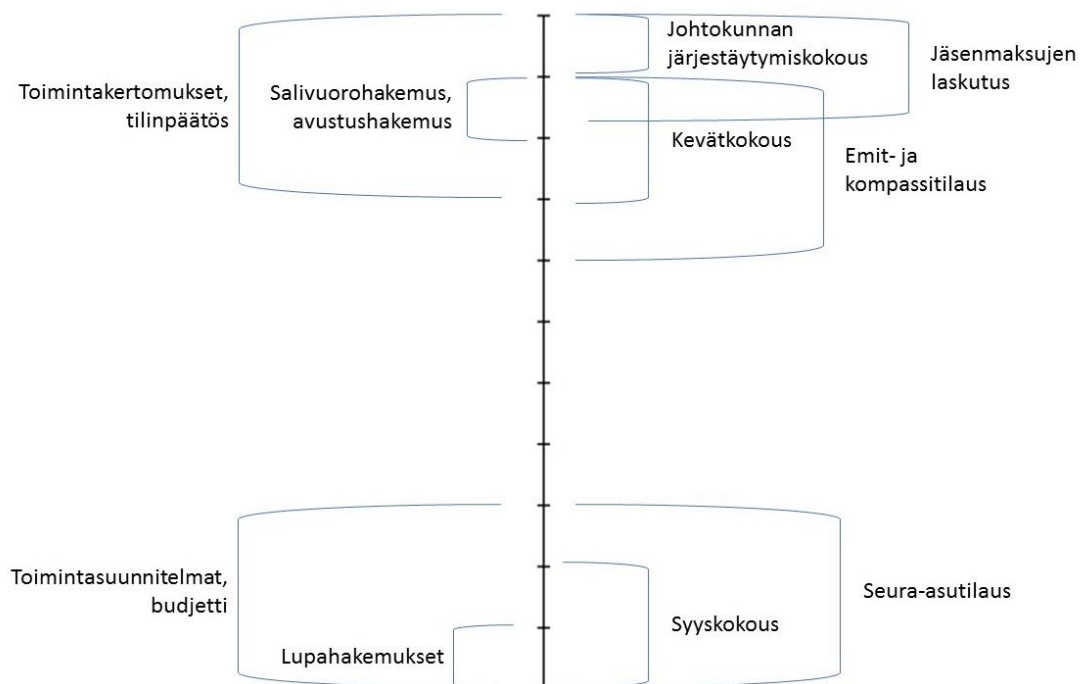 Toimintakertomukset,
tilinpäätös
Salivuorohakemus,
avustushakemus
Johtokunnan
järjestäytymiskokous
Jäsenmaksujen
laskutus
Kevätkokous
Emit- ja
kompassitilaus
Toimintasuunnitelmat,
budjetti
Lupahakemukset
Syyskokous
Seura-asutilaus